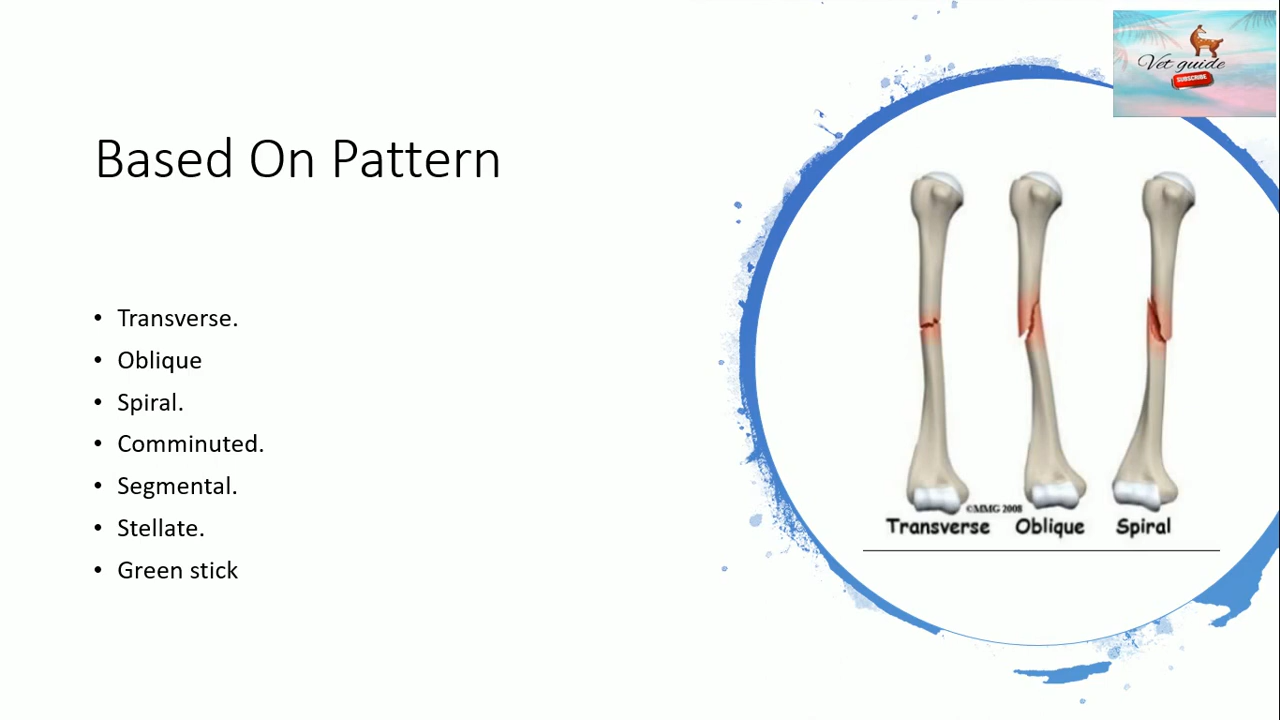 Vet guide
SUBSCRIBE
Based On Pattern
• Transverse.
• Oblique
• Spiral.
• Comminuted.
• Segmental.
• Stellate.
• Green stick
©MMG 2008
Transverse Oblique Spiral